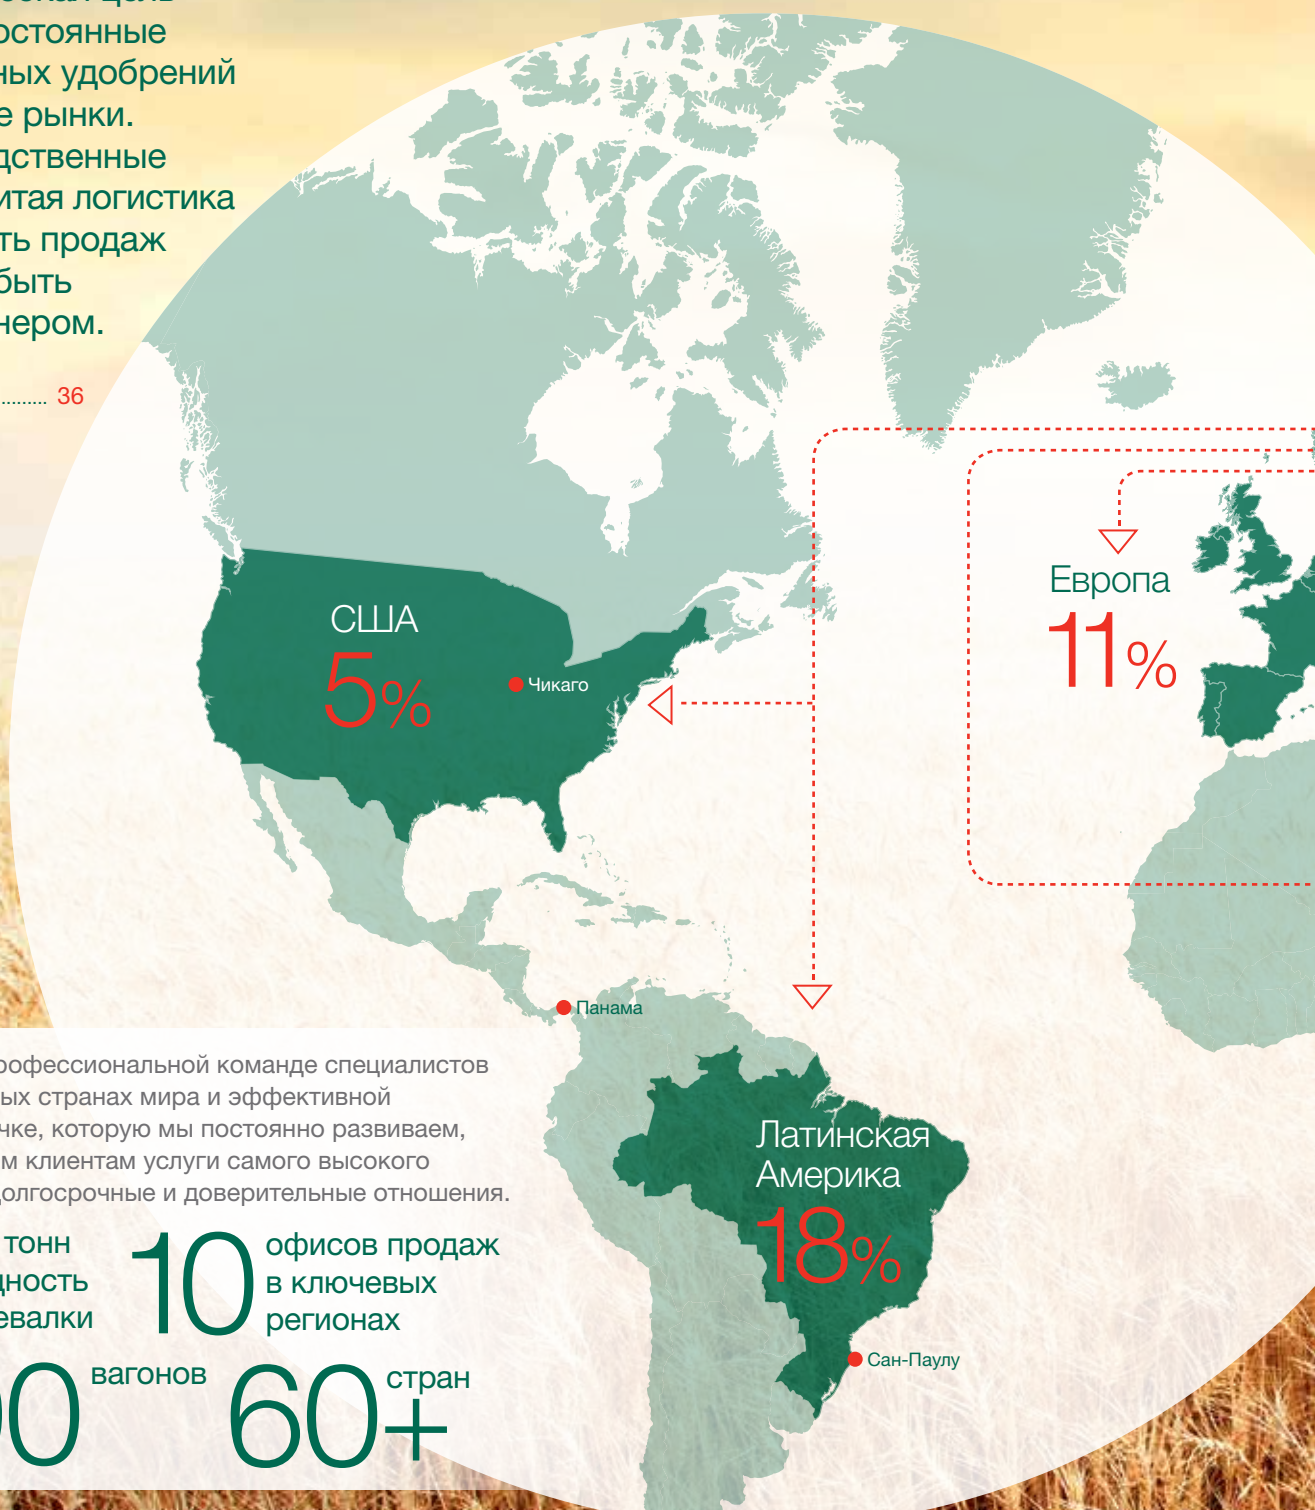 остоянные
ных удобрений
е рынки.
дственные
итая логистика
ть продаж
быть
нером.
36
США
5%
Чикаго
Европа
11%
Панама
Латинская
Америка
18%
Сан-Паулу
рофессиональной команде специалистов
ых странах мира и эффективной
чке, которую мы постоянно развиваем,
м клиентам услуги самого высокого
долгосрочные и доверительные отношения.
тонн
дность
евалки
10
офисов продаж
в ключевых
регионах
вагонов
60+
стран